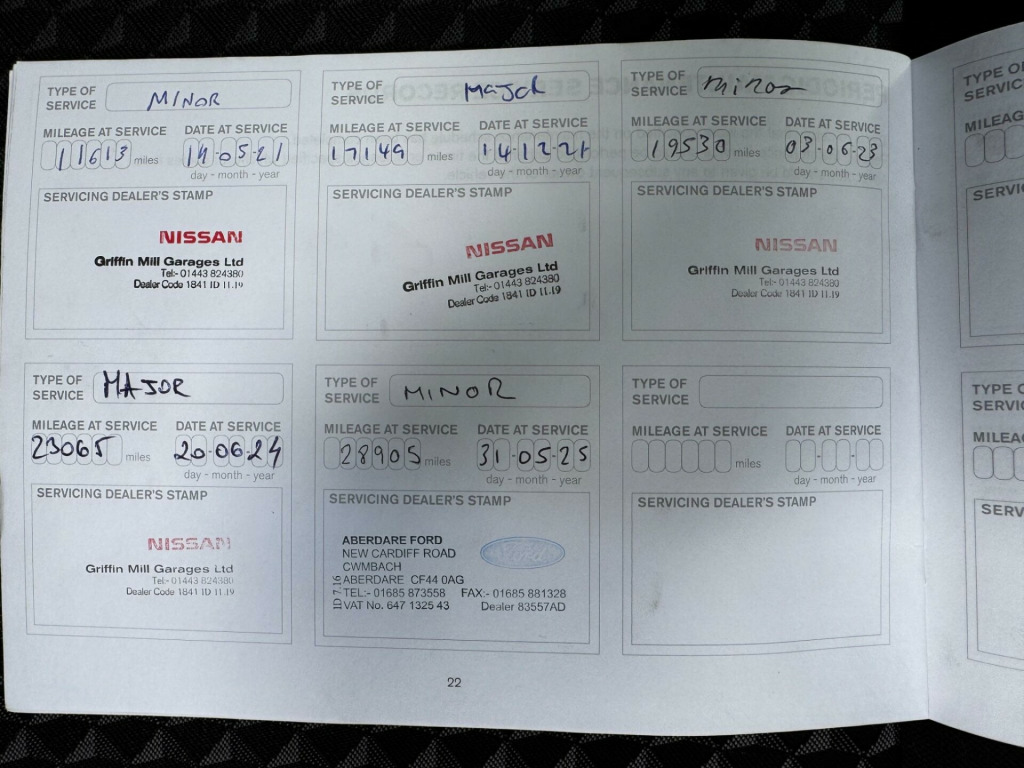 TYPE OF SERVICE MINOR
MILEAGE AT SERVICE DATE AT SERVICE
11613 miles 19-05-21
day - month - year
SERVICING DEALER'S STAMP
NISSAN
Griffin Mill Garages Ltd
Tel:- 01443 824380
Dealer Code 1841 ID 11.19
TYPE OF SERVICE Major
MILEAGE AT SERVICE DATE AT SERVICE
17149 miles 14-12-21
day - month - year
SERVICING DEALER'S STAMP
NISSAN
Griffin Mill Garages Ltd
Tel:- 01443 824380
Dealer Code 1841 ID 11.19
TYPE OF SERVICE minor
MILEAGE AT SERVICE DATE AT SERVICE
19530 miles 03-06-23
day - month - year
SERVICING DEALER'S STAMP
NISSAN
Griffin Mill Garages Ltd
Tel:- 01443 824380
Dealer Code 1841 ID 11.19
TYPE OF SERVICE MAJOR
MILEAGE AT SERVICE DATE AT SERVICE
23065 miles 20-06-24
day - month - year
SERVICING DEALER'S STAMP
NISSAN
Griffin Mill Garages Ltd
Tel:- 01443 824380
Dealer Code 1841 ID 11.19
TYPE OF SERVICE MINOR
MILEAGE AT SERVICE DATE AT SERVICE
28905 miles 31-05-25
day - month - year
SERVICING DEALER'S STAMP
ABERDARE FORD
NEW CARDIFF ROAD
Ford
CWMBACH
ABERDARE CF44 0AG
TEL:- 01685 873558 FAX:- 01685 881328
VAT No. 647 1325 43 Dealer 83557AD
ID 7.16
TYPE OF SERVICE
MILEAGE AT SERVICE DATE AT SERVICE
miles
day - month - year
SERVICING DEALER'S STAMP
22
TYPE O
SERVIC
MILEAG
SERVIC
TYPE O
SERVIC
MILEA
SERV